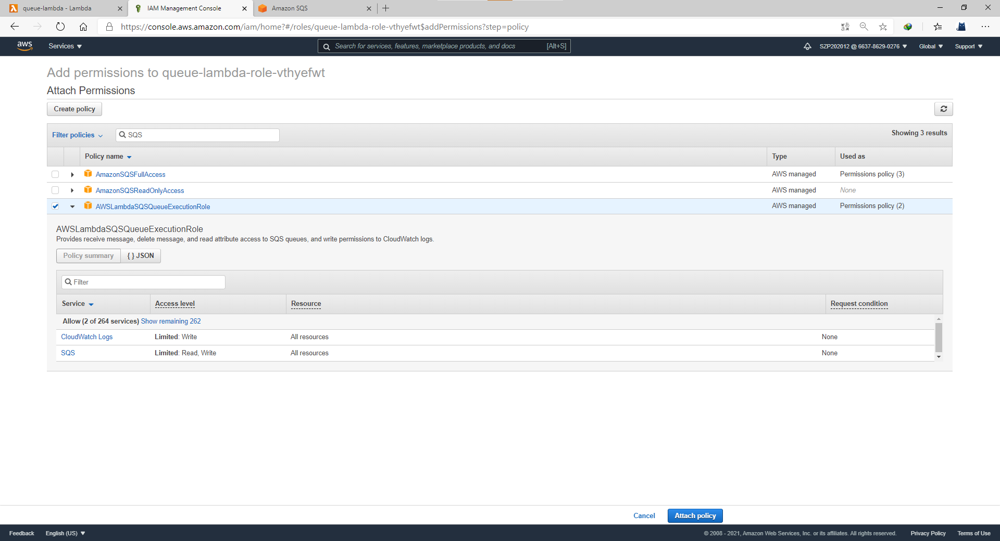 queue-lambda - Lambda
IAM Management Console
Amazon SQS
https://console.aws.amazon.com/iam/home?#/roles/queue-lambda-role-vthyefwt$addPermissions?step=policy
aws
Services
Search for services, features, marketplace products, and docs [Alt+S]
SZP202012 @ 6637-8629-0276
Global
Support
Add permissions to queue-lambda-role-vthyefwt
Attach Permissions
Create policy
Filter policies
SQS
Showing 3 results
Policy name Type Used as
AmazonSQSFullAccess AWS managed Permissions policy (3)
AmazonSQSReadOnlyAccess AWS managed None
AWSLambdaSQSQueueExecutionRole AWS managed Permissions policy (2)
AWSLambdaSQSQueueExecutionRole
Provides receive message, delete message, and read attribute access to SQS queues, and write permissions to CloudWatch logs.
Policy summary { } JSON
Filter
Service Access level Resource Request condition
Allow (2 of 264 services) Show remaining 262
CloudWatch Logs Limited: Write All resources None
SQS Limited: Read, Write All resources None
Cancel Attach policy
Feedback English (US) © 2008 - 2021, Amazon Web Services, Inc. or its affiliates. All rights reserved. Privacy Policy Terms of Use